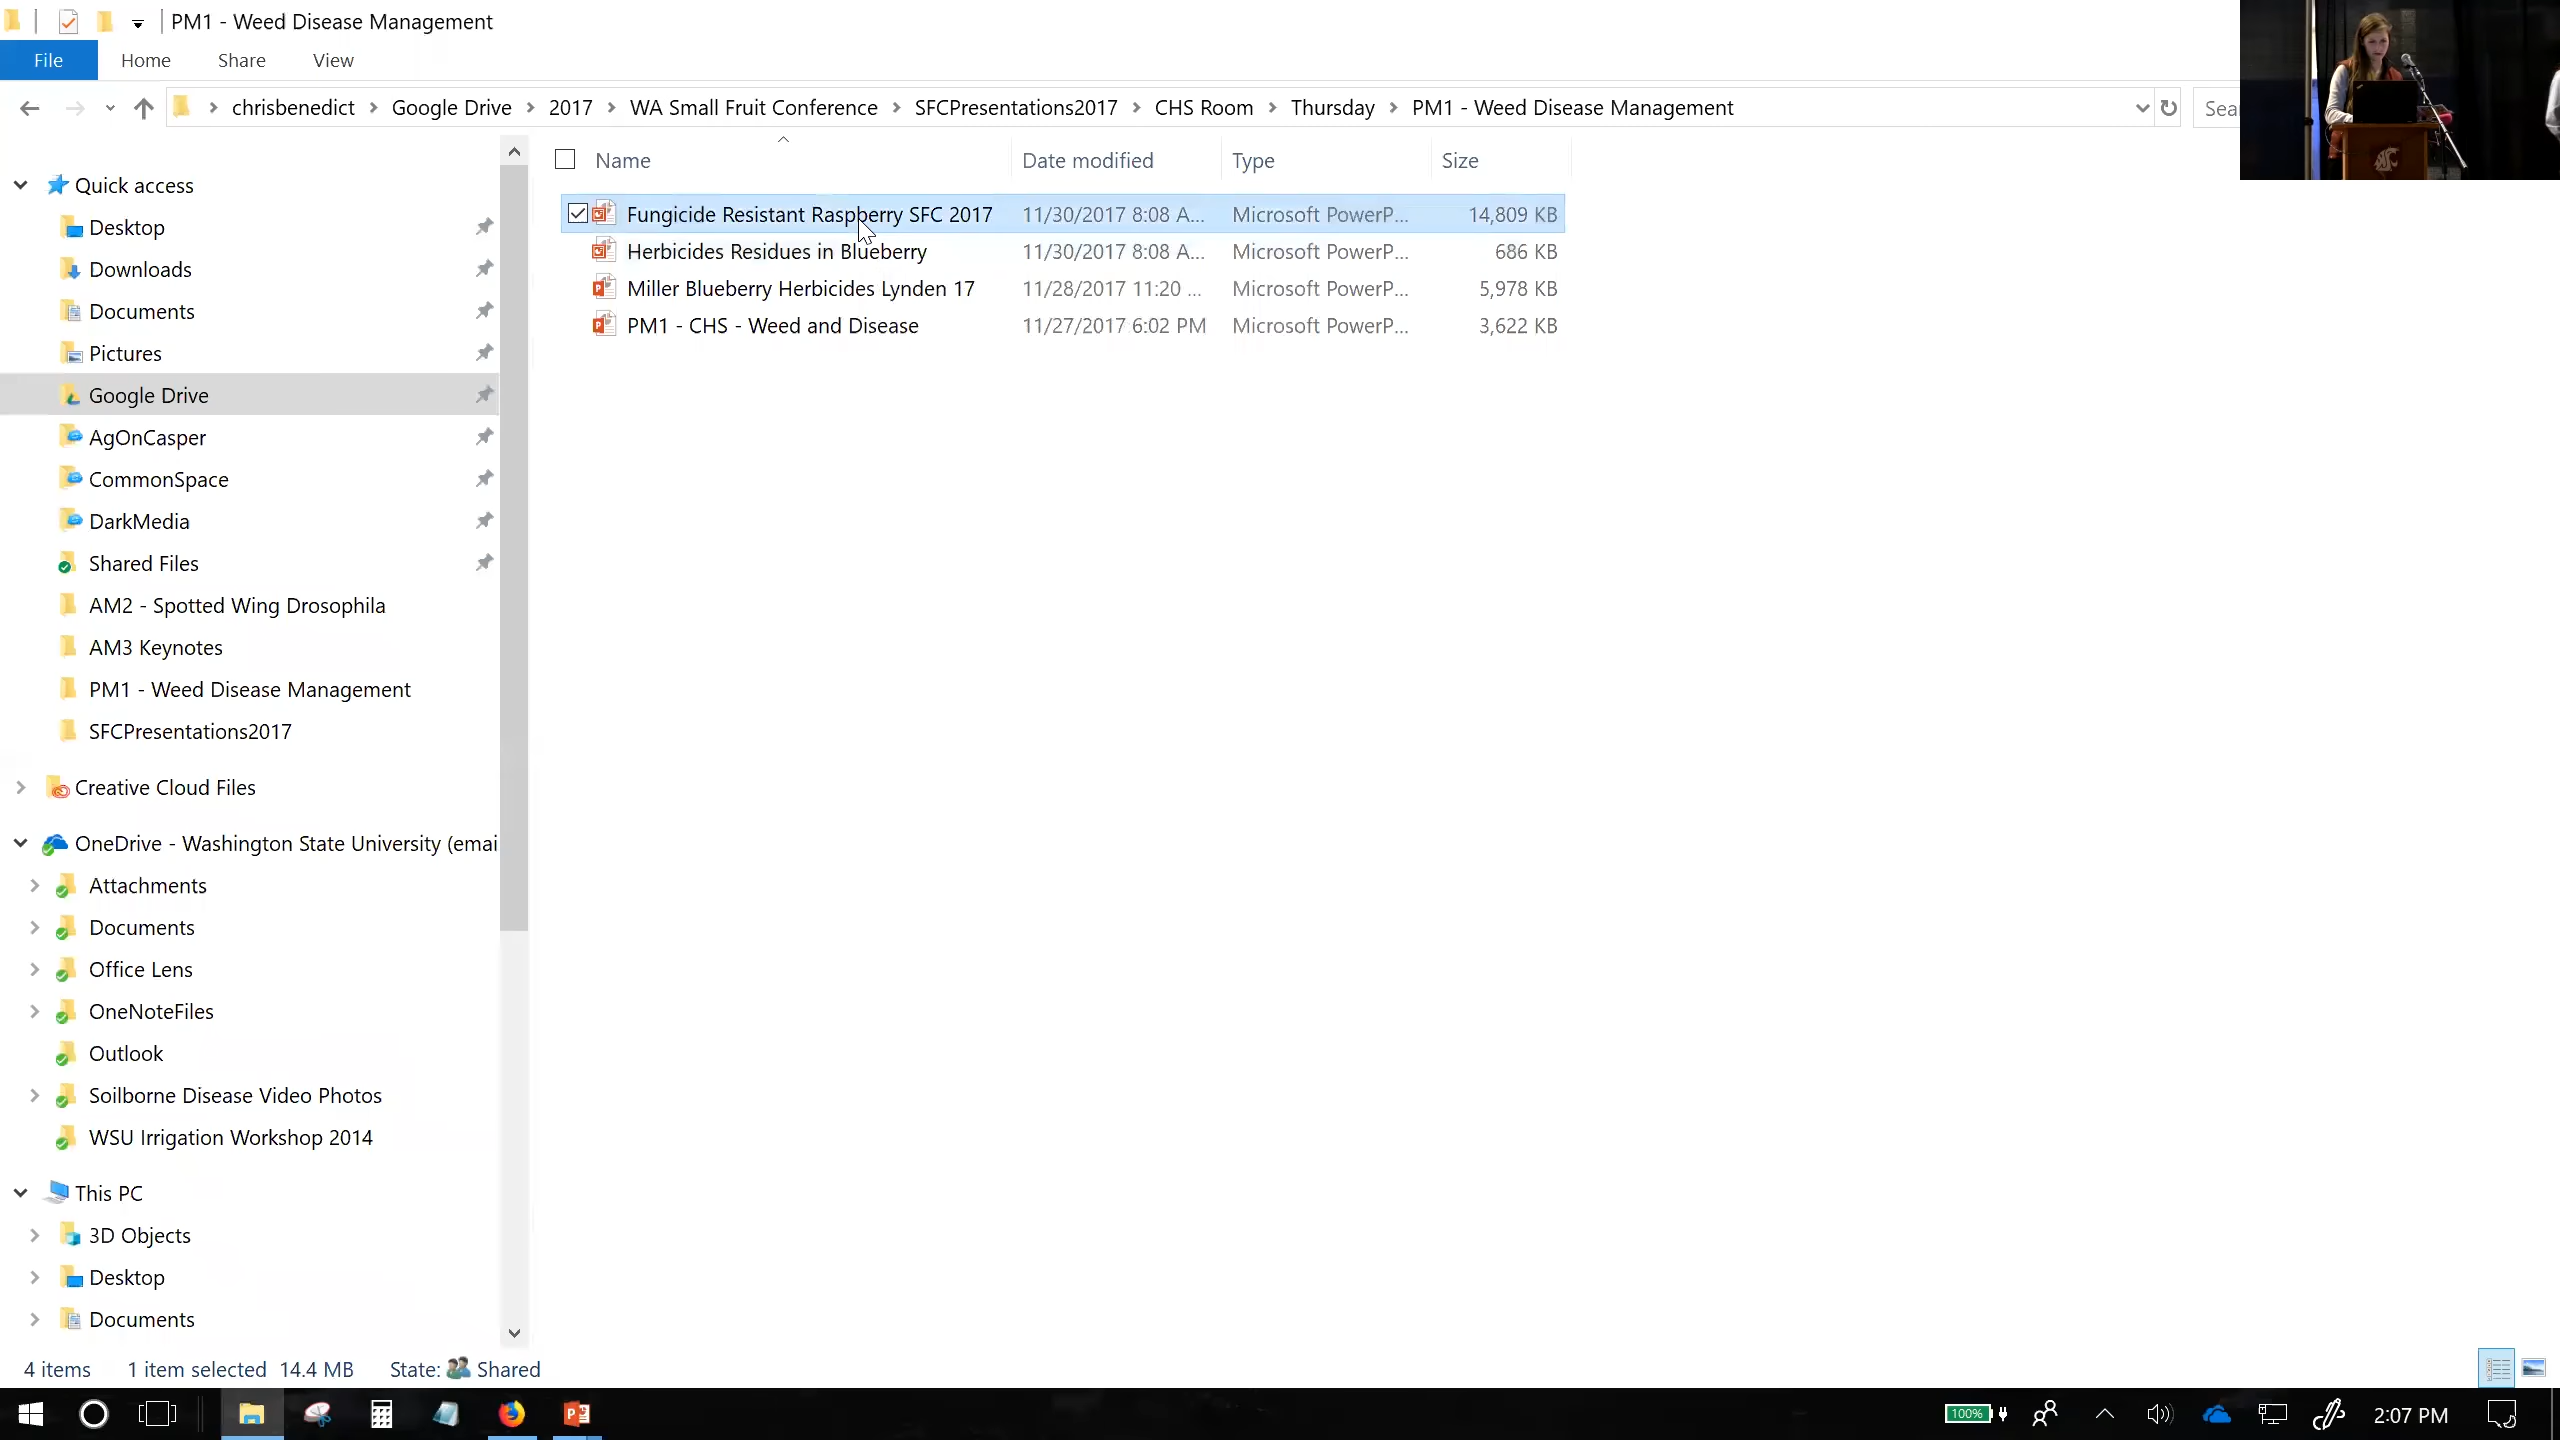 PM1 - Weed Disease Management
File Home Share View
chrisbenedict Google Drive 2017 WA Small Fruit Conference SFCPresentations2017 CHS Room Thursday PM1 - Weed Disease Management Sea
Name Date modified Type Size
Fungicide Resistant Raspberry SFC 2017 11/30/2017 8:08 A... Microsoft PowerP... 14,809 KB
Herbicides Residues in Blueberry 11/30/2017 8:08 A... Microsoft PowerP... 686 KB
Miller Blueberry Herbicides Lynden 17 11/28/2017 11:20 ... Microsoft PowerP... 5,978 KB
PM1 - CHS - Weed and Disease 11/27/2017 6:02 PM Microsoft PowerP... 3,622 KB
Quick access
Desktop
Downloads
Documents
Pictures
Google Drive
AgOnCasper
CommonSpace
DarkMedia
Shared Files
AM2 - Spotted Wing Drosophila
AM3 Keynotes
PM1 - Weed Disease Management
SFCPresentations2017
Creative Cloud Files
OneDrive - Washington State University (emai
Attachments
Documents
Office Lens
OneNoteFiles
Outlook
Soilborne Disease Video Photos
WSU Irrigation Workshop 2014
This PC
3D Objects
Desktop
Documents
4 items 1 item selected 14.4 MB State: Shared
100% 2:07 PM